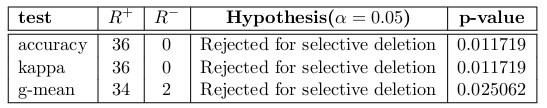 test R⁺ R⁻ Hypothesis(α = 0.05) p-value
accuracy 36 0 Rejected for selective deletion 0.011719
kappa 36 0 Rejected for selective deletion 0.011719
g-mean 34 2 Rejected for selective deletion 0.025062